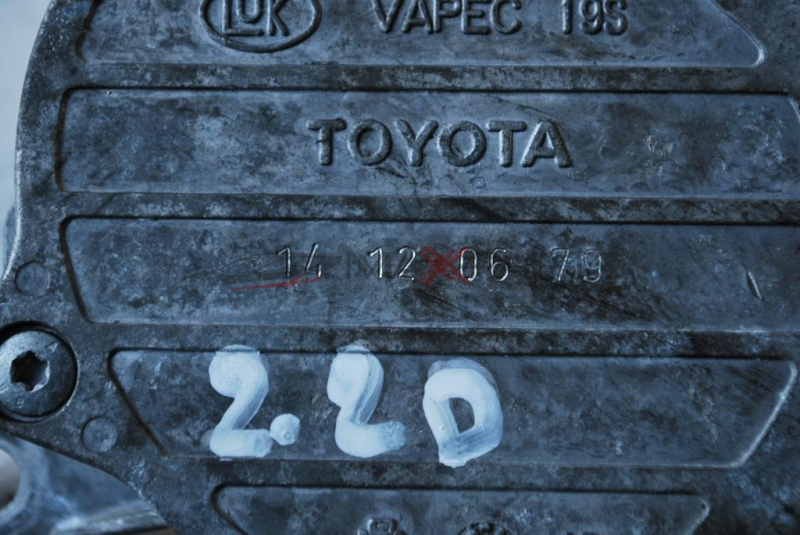 LUK VAPEC 19S
TOYOTA
14 12 06 79
2.2D